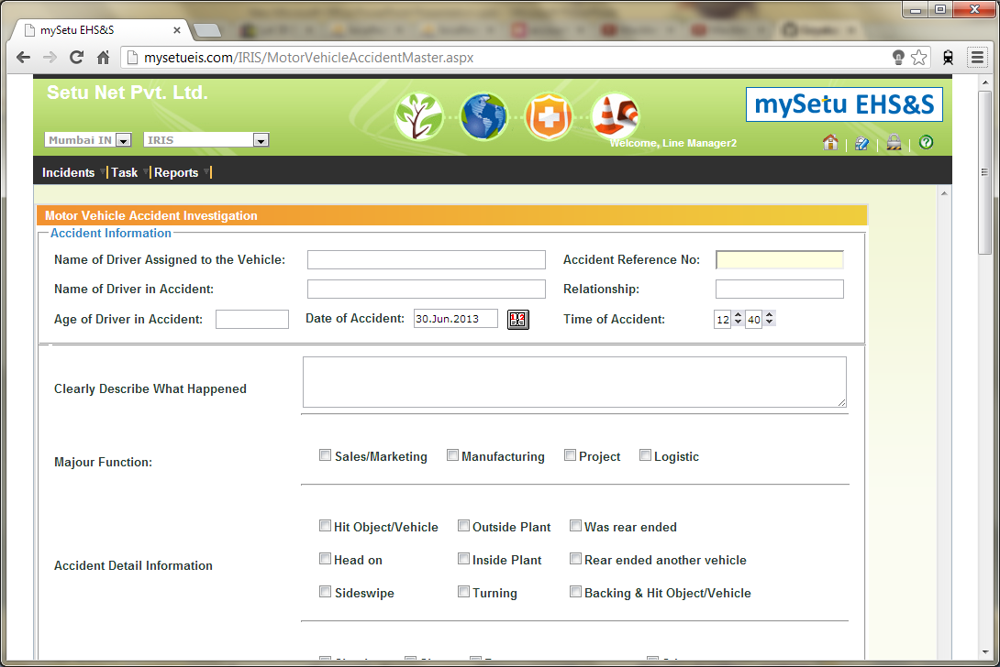 mySetu EHS&S
mysetueis.com/IRIS/MotorVehicleAccidentMaster.aspx
Setu Net Pvt. Ltd.
mySetu EHS&S
Mumbai IN IRIS
Welcome, Line Manager2
Incidents Task Reports
Motor Vehicle Accident Investigation
Accident Information
Name of Driver Assigned to the Vehicle: Accident Reference No:
Name of Driver in Accident: Relationship:
Age of Driver in Accident: Date of Accident: 30.Jun.2013 Time of Accident: 12 40
Clearly Describe What Happened
Majour Function: Sales/Marketing Manufacturing Project Logistic
Hit Object/Vehicle Outside Plant Was rear ended
Accident Detail Information Head on Inside Plant Rear ended another vehicle
Sideswipe Turning Backing & Hit Object/Vehicle